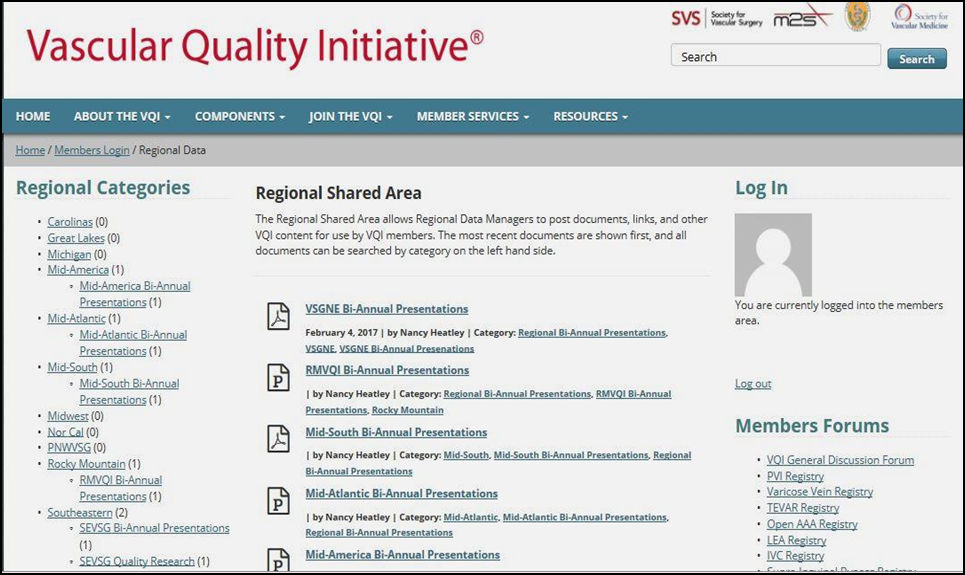 Vascular Quality Initiative®
SVS | Society for
Vascular Surgery
m2s
Society for
Vascular Medicine
Search
Search
HOME ABOUT THE VQI COMPONENTS JOIN THE VQI MEMBER SERVICES RESOURCES
Home / Members Login / Regional Data
Regional Categories
• Carolinas (0)
• Great Lakes (0)
• Michigan (0)
• Mid-America (1)
◦ Mid-America Bi-Annual
Presentations (1)
• Mid-Atlantic (1)
◦ Mid-Atlantic Bi-Annual
Presentations (1)
• Mid-South (1)
◦ Mid-South Bi-Annual
Presentations (1)
• Midwest (0)
• Nor Cal (0)
• PNWVSG (0)
• Rocky Mountain (1)
◦ RMVQI Bi-Annual
Presentations (1)
• Southeastern (2)
◦ SEVSG Bi-Annual Presentations
(1)
◦ SEVSG Quality Research (1)
Regional Shared Area
The Regional Shared Area allows Regional Data Managers to post documents, links, and other
VQI content for use by VQI members. The most recent documents are shown first, and all
documents can be searched by category on the left hand side.
VSGNE Bi-Annual Presentations
February 4, 2017 | by Nancy Heatley | Category: Regional Bi-Annual Presentations,
VSGNE, VSGNE Bi-Annual Presenations
RMVQI Bi-Annual Presentations
| by Nancy Heatley | Category: Regional Bi-Annual Presentations, RMVQI Bi-Annual
Presentations, Rocky Mountain
Mid-South Bi-Annual Presentations
| by Nancy Heatley | Category: Mid-South, Mid-South Bi-Annual Presentations, Regional
Bi-Annual Presentations
Mid-Atlantic Bi-Annual Presentations
| by Nancy Heatley | Category: Mid-Atlantic, Mid-Atlantic Bi-Annual Presentations,
Regional Bi-Annual Presentations
Mid-America Bi-Annual Presentations
Log In
You are currently logged into the members
area.
Log out
Members Forums
• VQI General Discussion Forum
• PVI Registry
• Varicose Vein Registry
• TEVAR Registry
• Open AAA Registry
• LEA Registry
• IVC Registry